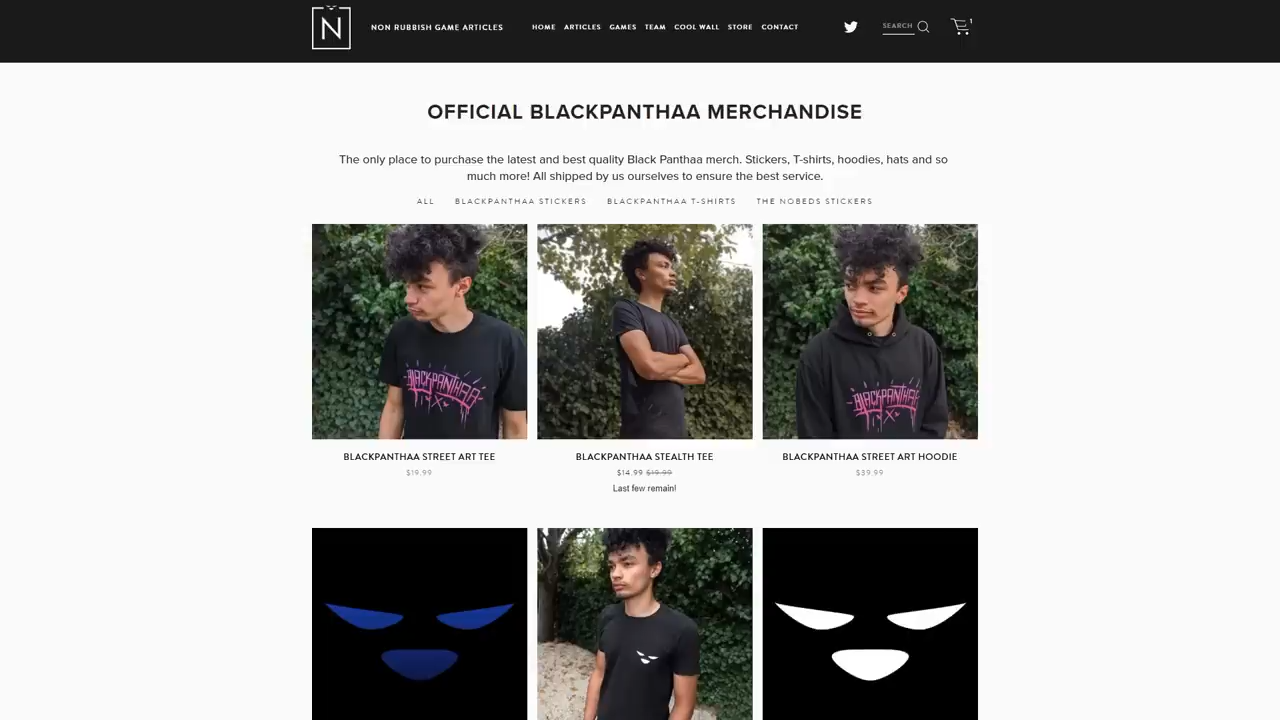 N
NON RUBBISH GAME ARTICLES
HOME ARTICLES GAMES TEAM COOL WALL STORE CONTACT
SEARCH
1
OFFICIAL BLACKPANTHAA MERCHANDISE
The only place to purchase the latest and best quality Black Panthaa merch. Stickers, T-shirts, hoodies, hats and so
much more! All shipped by us ourselves to ensure the best service.
ALL BLACKPANTHAA STICKERS BLACKPANTHAA T-SHIRTS THE NOBEDS STICKERS
BLACKPANTHAA
BLACKPANTHAA
BLACKPANTHAA STREET ART TEE
$19.99
BLACKPANTHAA STEALTH TEE
$14.99 $19.99
Last few remain!
BLACKPANTHAA STREET ART HOODIE
$39.99